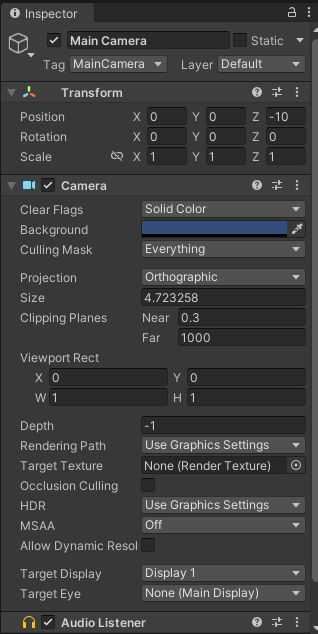 Inspector
Main Camera Static
Tag MainCamera Layer Default
Transform
Position X 0 Y 0 Z -10
Rotation X 0 Y 0 Z 0
Scale X 1 Y 1 Z 1
Camera
Clear Flags Solid Color
Background
Culling Mask Everything
Projection Orthographic
Size 4.723258
Clipping Planes Near 0.3
Far 1000
Viewport Rect
X 0 Y 0
W 1 H 1
Depth -1
Rendering Path Use Graphics Settings
Target Texture None (Render Texture)
Occlusion Culling
HDR Use Graphics Settings
MSAA Off
Allow Dynamic Resol
Target Display Display 1
Target Eye None (Main Display)
Audio Listener